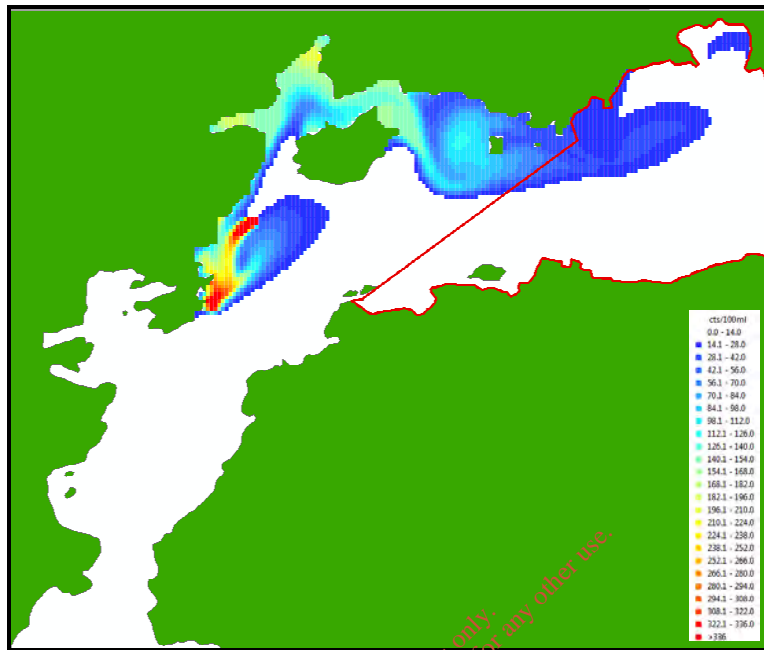 cts/100ml
0.0 - 14.0
14.1 - 28.0
28.1 - 42.0
42.1 - 56.0
56.1 - 70.0
70.1 - 84.0
84.1 - 98.0
98.1 - 112.0
112.1 - 126.0
126.1 - 140.0
140.1 - 154.0
154.1 - 168.0
168.1 - 182.0
182.1 - 196.0
196.1 - 210.0
210.1 - 224.0
224.1 - 238.0
238.1 - 252.0
252.1 - 266.0
266.1 - 280.0
280.1 - 294.0
294.1 - 308.0
308.1 - 322.0
322.1 - 336.0
>336
only.
for any other use